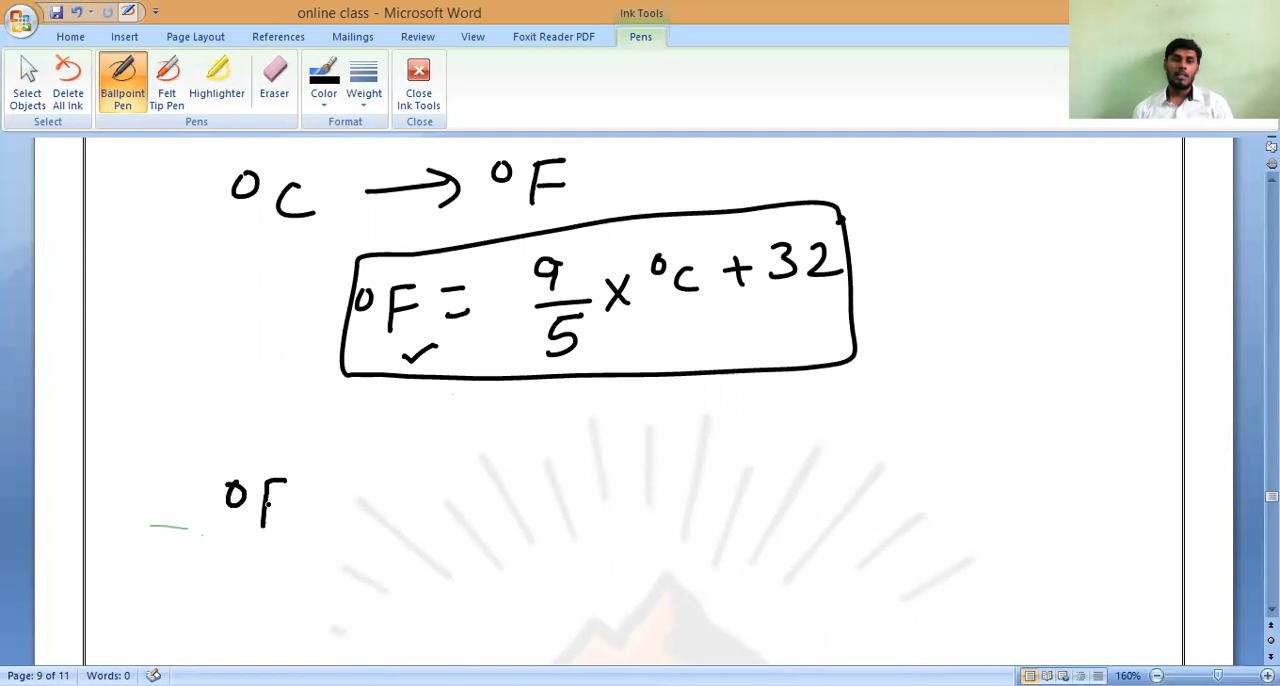 online class - Microsoft Word
Ink Tools
Home Insert Page Layout References Mailings Review View Foxit Reader PDF Pens
Select Objects Delete All Ink Ballpoint Pen Felt Tip Pen Highlighter Eraser Color Weight Close Ink Tools
Select Pens Format Close
°C → °F
°F = 9/5 × °C + 32
°F
Page: 9 of 11 Words: 0 160%